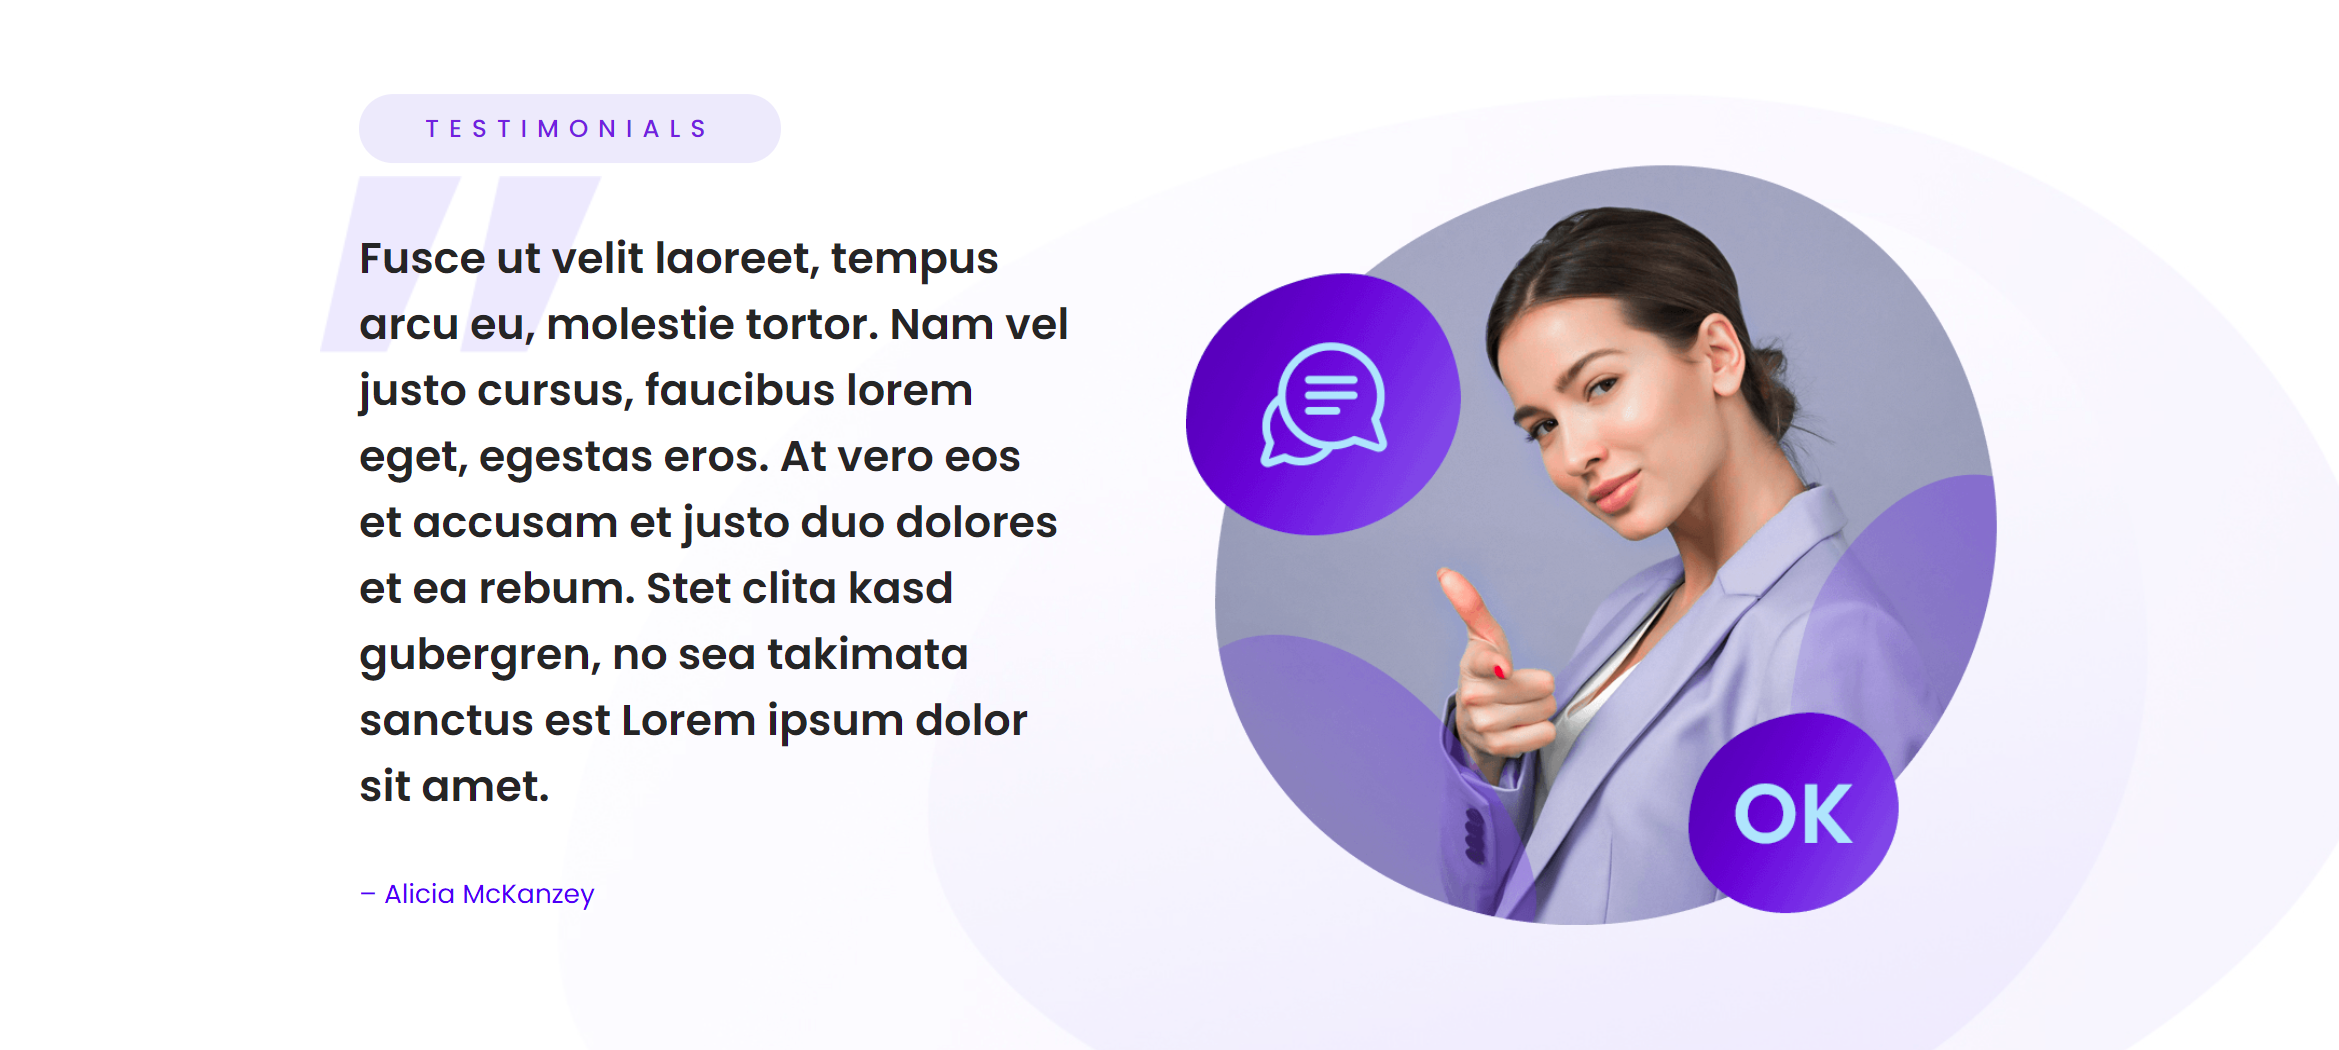 TESTIMONIALS
Fusce ut velit laoreet, tempus
arcu eu, molestie tortor. Nam vel
justo cursus, faucibus lorem
eget, egestas eros. At vero eos
et accusam et justo duo dolores
et ea rebum. Stet clita kasd
gubergren, no sea takimata
sanctus est Lorem ipsum dolor
sit amet.
– Alicia McKanzey
OK